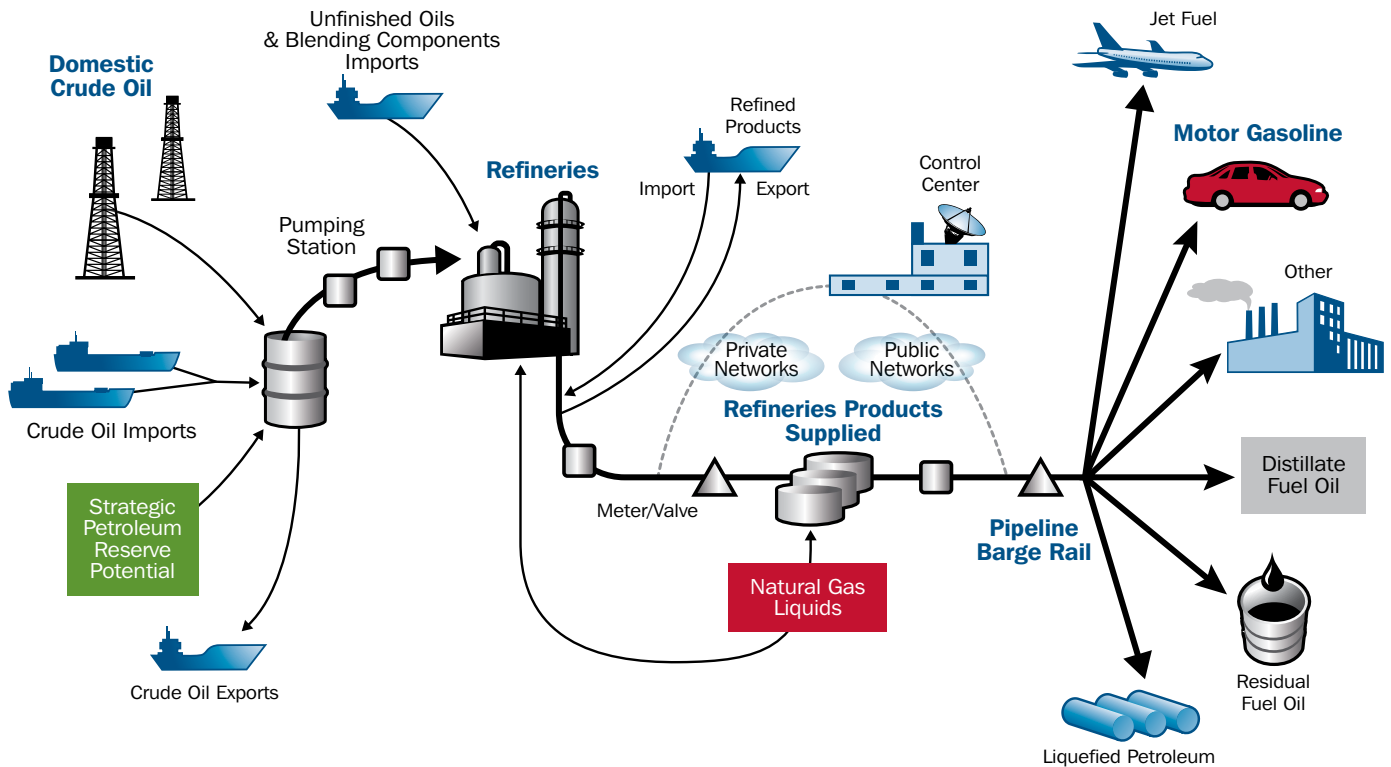 Domestic
Crude Oil
Unfinished Oils
& Blending Components
Imports
Refineries
Refined
Products
Import
Export
Control
Center
Jet Fuel
Motor Gasoline
Other
Pumping
Station
Private
Networks
Public
Networks
Refineries Products
Supplied
Crude Oil Imports
Strategic
Petroleum
Reserve
Potential
Meter/Valve
Natural Gas
Liquids
Pipeline
Barge Rail
Distillate
Fuel Oil
Residual
Fuel Oil
Crude Oil Exports
Liquefied Petroleum